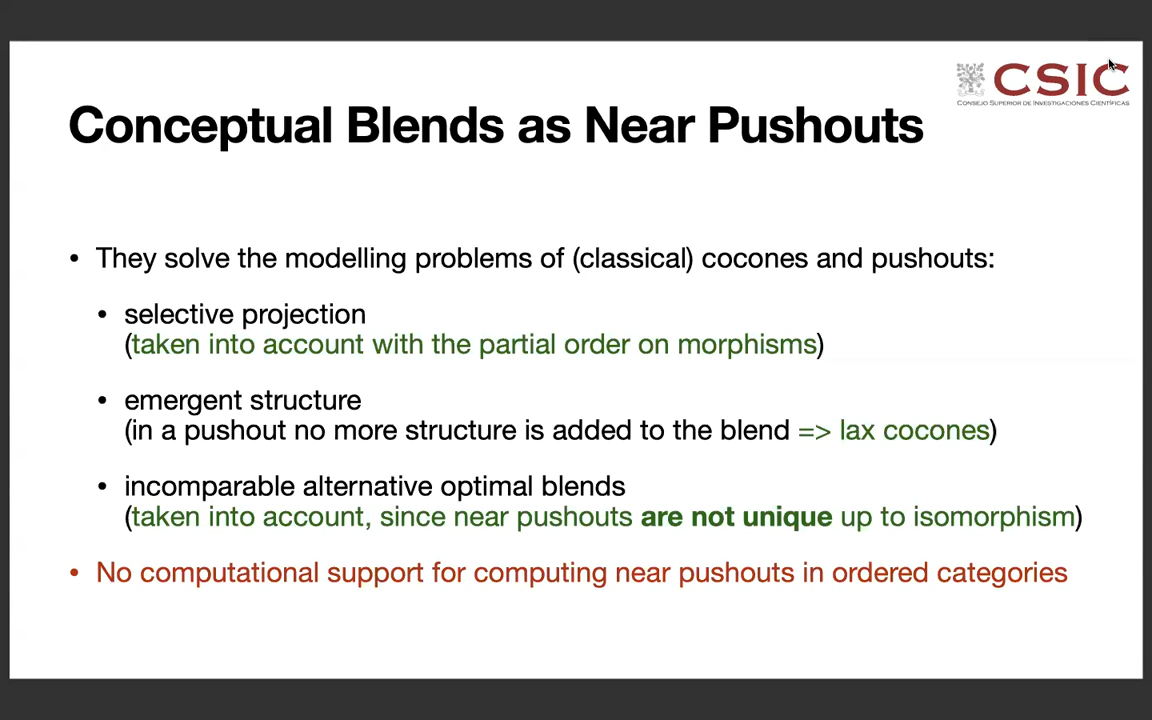 CSIC
CONSEJO SUPERIOR DE INVESTIGACIONES CIENTÍFICAS
Conceptual Blends as Near Pushouts
• They solve the modelling problems of (classical) cocones and pushouts:
• selective projection
(taken into account with the partial order on morphisms)
• emergent structure
(in a pushout no more structure is added to the blend => lax cocones)
• incomparable alternative optimal blends
(taken into account, since near pushouts are not unique up to isomorphism)
• No computational support for computing near pushouts in ordered categories